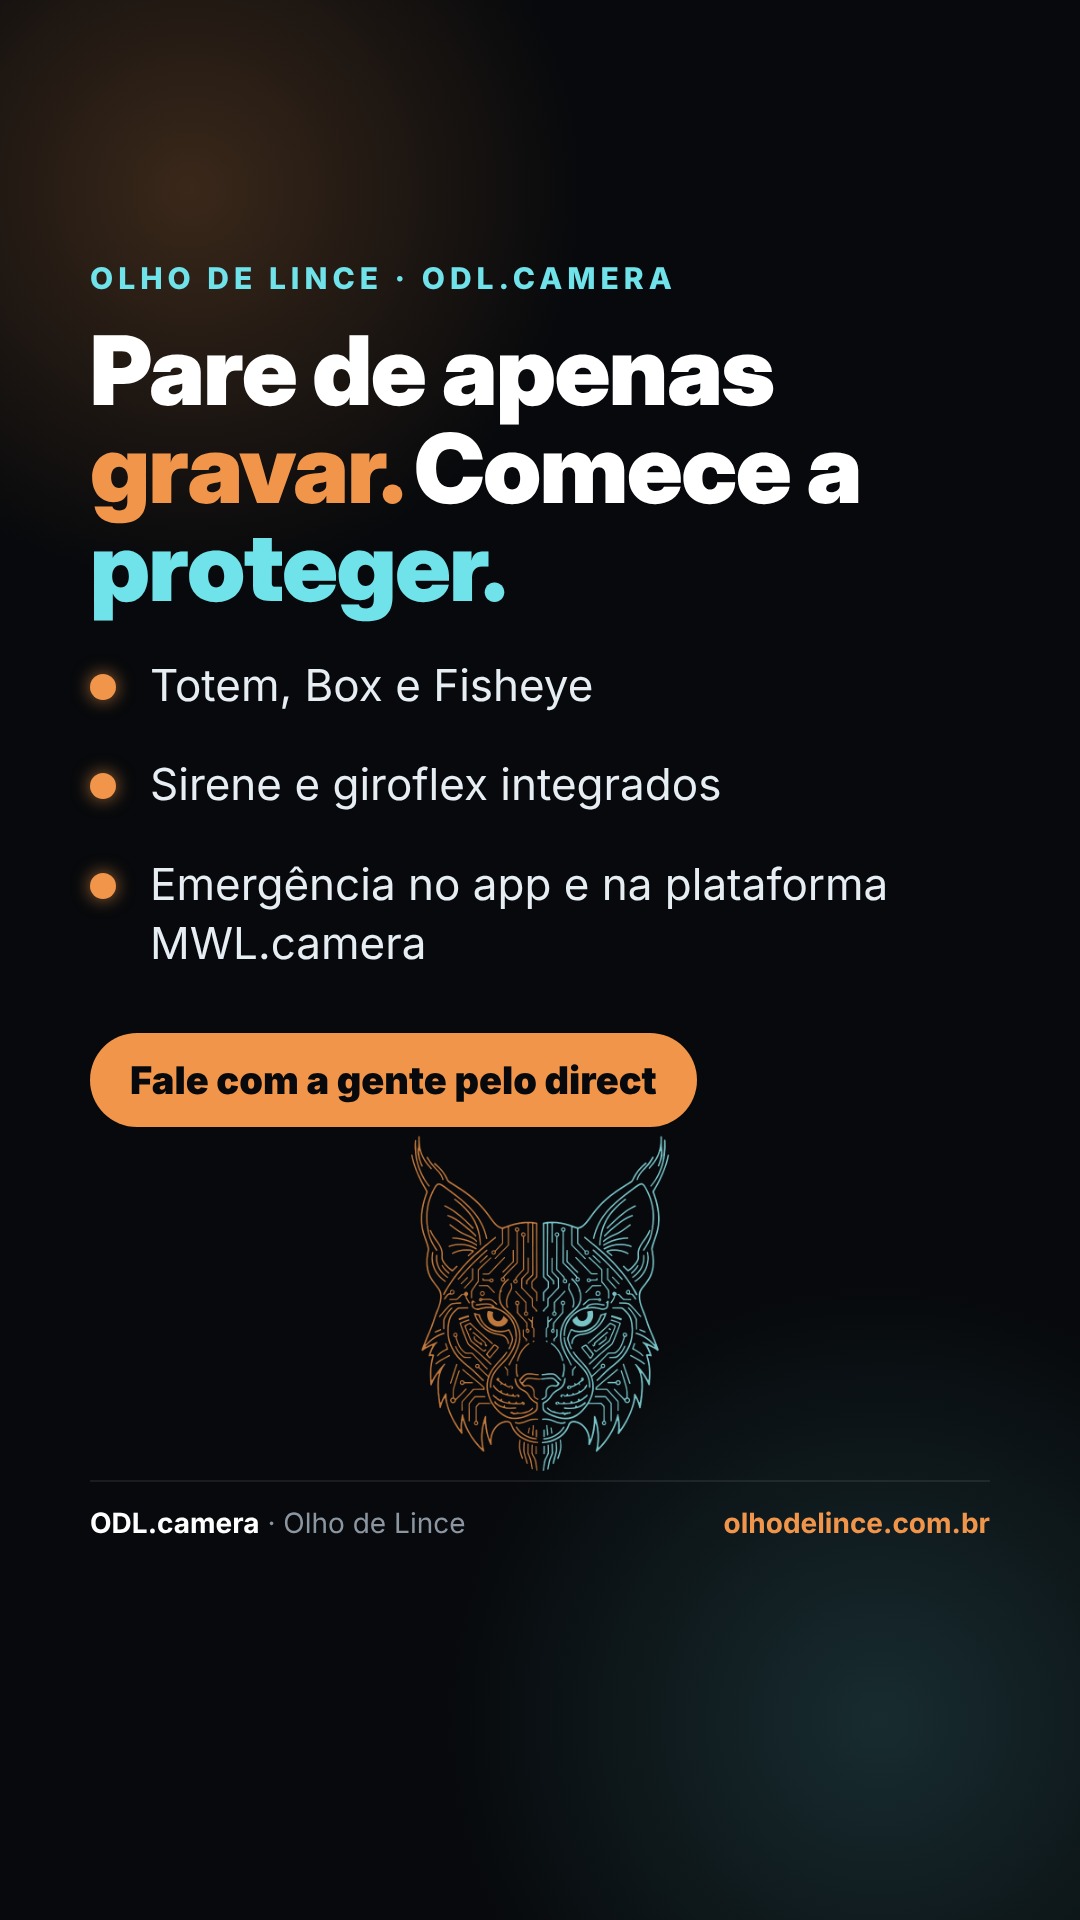 OLHO DE LINCE · ODL.CAMERA
Pare de apenas
gravar. Comece a
proteger.
Totem, Box e Fisheye
Sirene e giroflex integrados
Emergência no app e na plataforma
MWL.camera
Fale com a gente pelo direct
ODL.camera · Olho de Lince
olhodelince.com.br